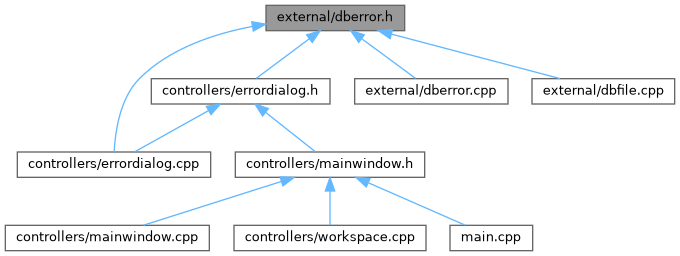 external/dberror.h
controllers/errordialog.h
external/dberror.cpp
external/dbfile.cpp
controllers/errordialog.cpp
controllers/mainwindow.h
controllers/mainwindow.cpp
controllers/workspace.cpp
main.cpp